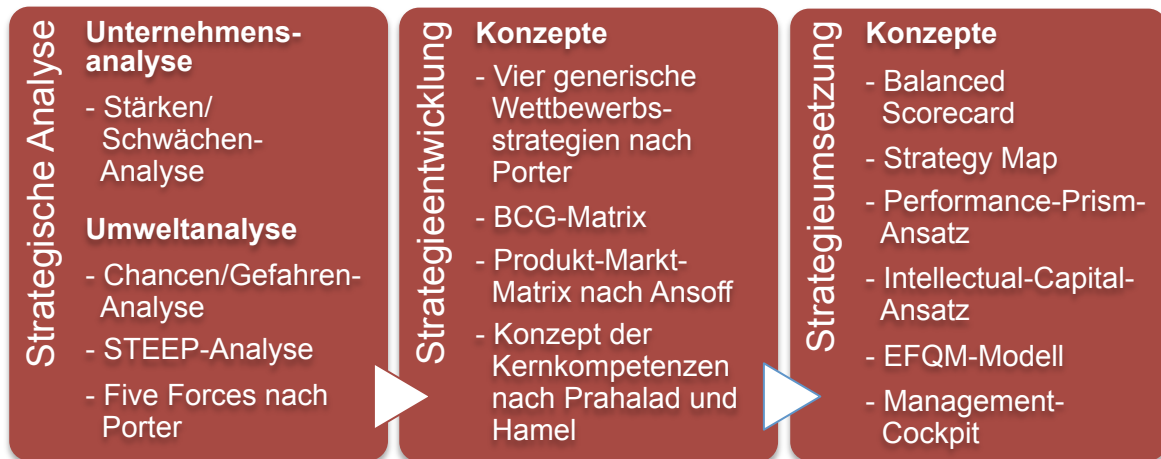 Strategische Analyse
Unternehmens-
analyse
- Stärken/
Schwächen-
Analyse
Umweltanalyse
- Chancen/Gefahren-
Analyse
- STEEP-Analyse
- Five Forces nach
Porter
Strategieentwicklung
Konzepte
- Vier generische
Wettbewerbs-
strategien nach
Porter
- BCG-Matrix
- Produkt-Markt-
Matrix nach Ansoff
- Konzept der
Kernkompetenzen
nach Prahalad und
Hamel
Strategieumsetzung
Konzepte
- Balanced
Scorecard
- Strategy Map
- Performance-Prism-
Ansatz
- Intellectual-Capital-
Ansatz
- EFQM-Modell
- Management-
Cockpit